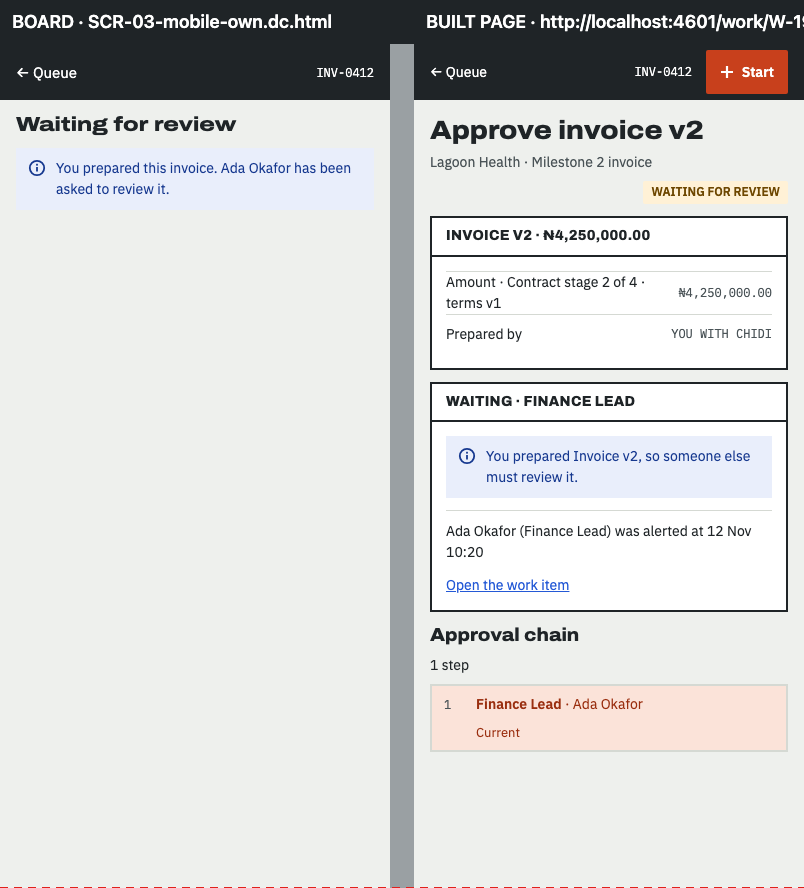 BOARD · SCR-03-mobile-own.dc.html
← Queue
INV-0412
Waiting for review
You prepared this invoice. Ada Okafor has been
asked to review it.
BUILT PAGE · http://localhost:4601/work/W-19
← Queue
INV-0412
+ Start
Approve invoice v2
Lagoon Health · Milestone 2 invoice
WAITING FOR REVIEW
INVOICE V2 · ₦4,250,000.00
Amount · Contract stage 2 of 4 ·
terms v1
₦4,250,000.00
Prepared by
YOU WITH CHIDI
WAITING · FINANCE LEAD
You prepared Invoice v2, so someone else
must review it.
Ada Okafor (Finance Lead) was alerted at 12 Nov
10:20
Open the work item
Approval chain
1 step
1
Finance Lead · Ada Okafor
Current